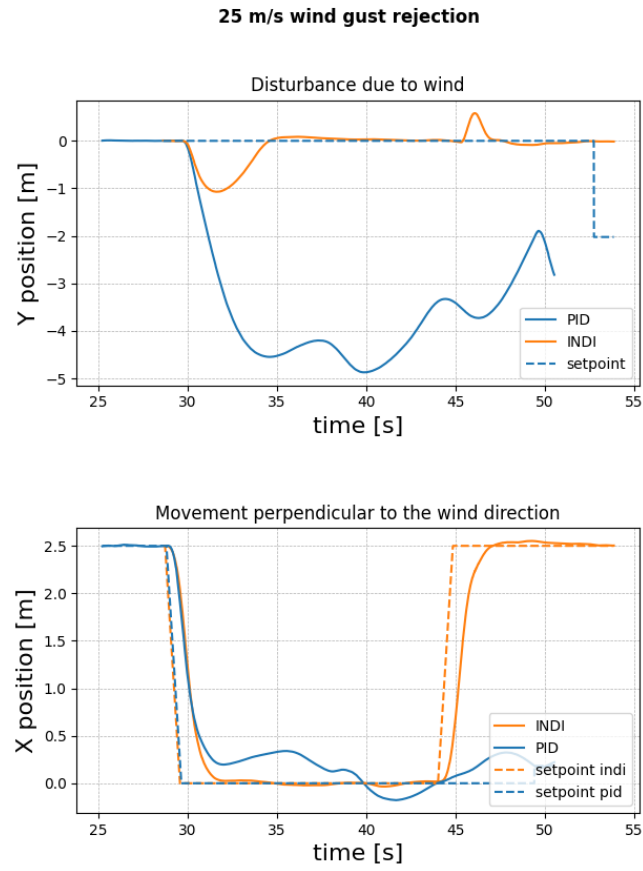 25 m/s wind gust rejection
Disturbance due to wind
Y position [m]
0
−1
−2
−3
−4
−5
PID
INDI
setpoint
25 30 35 40 45 50 55
time [s]
Movement perpendicular to the wind direction
X position [m]
2.5
2.0
1.5
1.0
0.5
0.0
INDI
PID
setpoint indi
setpoint pid
25 30 35 40 45 50 55
time [s]